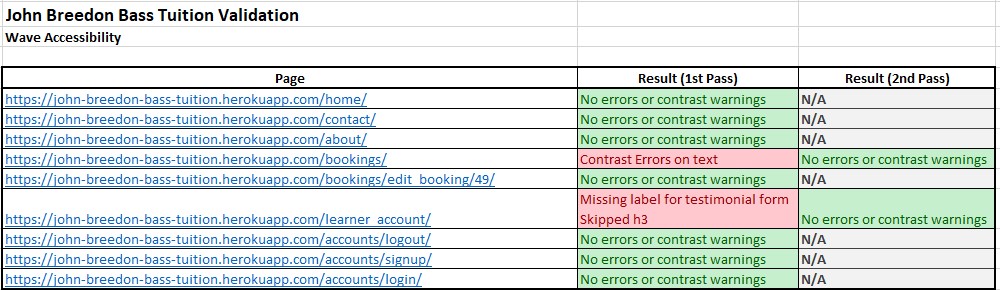 John Breedon Bass Tuition Validation
Wave Accessibility
Page Result (1st Pass) Result (2nd Pass)
https://john-breedon-bass-tuition.herokuapp.com/home/ No errors or contrast warnings N/A
https://john-breedon-bass-tuition.herokuapp.com/contact/ No errors or contrast warnings N/A
https://john-breedon-bass-tuition.herokuapp.com/about/ No errors or contrast warnings N/A
https://john-breedon-bass-tuition.herokuapp.com/bookings/ Contrast Errors on text No errors or contrast warnings
https://john-breedon-bass-tuition.herokuapp.com/bookings/edit_booking/49/ No errors or contrast warnings N/A
Missing label for testimonial form
https://john-breedon-bass-tuition.herokuapp.com/learner_account/ Skipped h3 No errors or contrast warnings
https://john-breedon-bass-tuition.herokuapp.com/accounts/logout/ No errors or contrast warnings N/A
https://john-breedon-bass-tuition.herokuapp.com/accounts/signup/ No errors or contrast warnings N/A
https://john-breedon-bass-tuition.herokuapp.com/accounts/login/ No errors or contrast warnings N/A